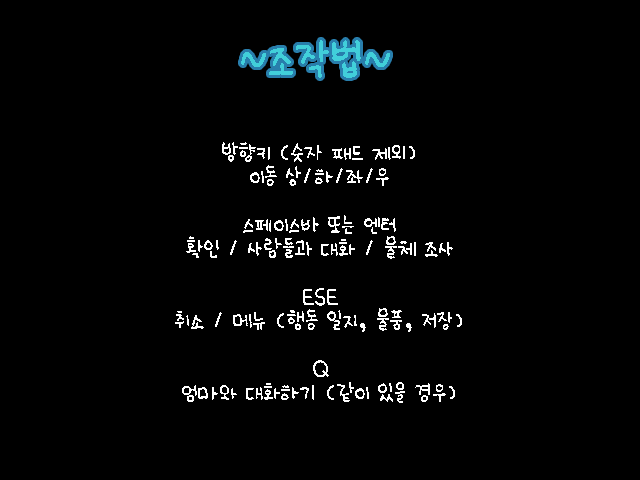 ~조작법~
방향키 (숫자 패드 제외)
이동 상/하/좌/우
스페이스바 또는 엔터
확인 / 사람들과 대화 / 물체 조사
ESE
취소 / 메뉴 (행동 일지, 물품, 저장)
Q
엄마와 대화하기 (같이 있을 경우)